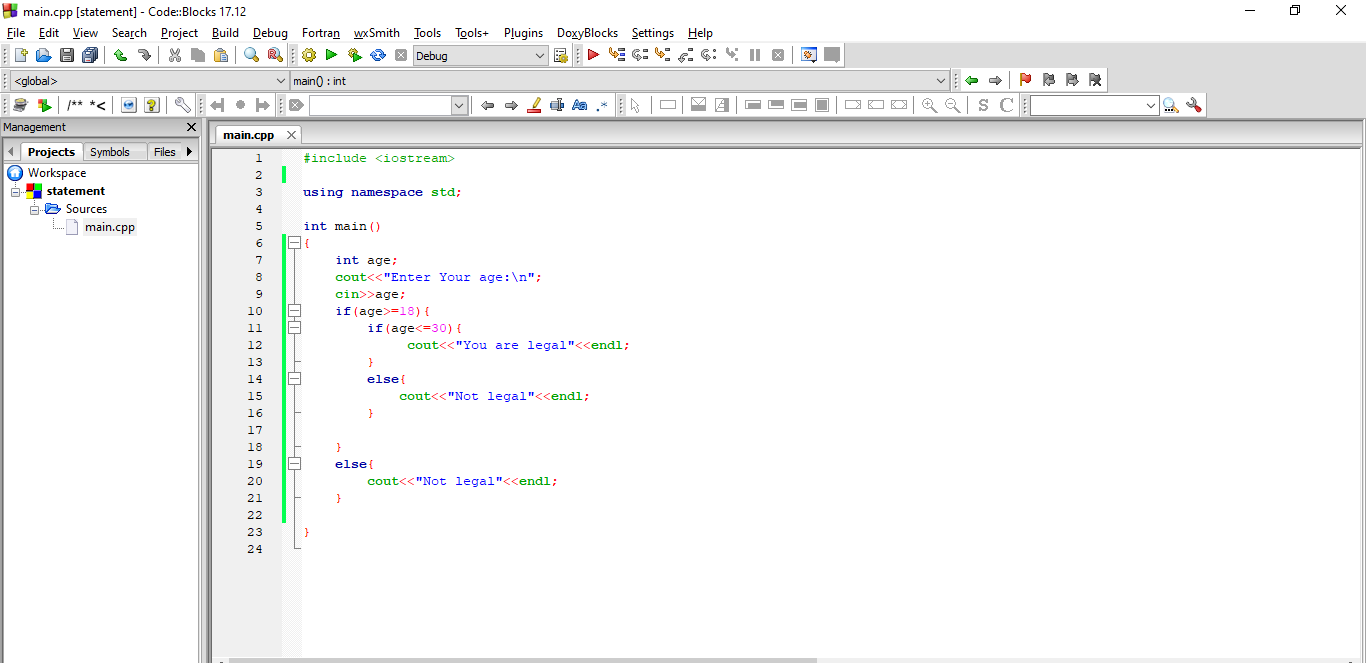 main.cpp [statement] - Code::Blocks 17.12
File Edit View Search Project Build Debug Fortran wxSmith Tools Tools+ Plugins DoxyBlocks Settings Help
Debug
<global> main() : int
/** *< Aa .* S C
Management
Projects Symbols Files
Workspace
statement
Sources
main.cpp
main.cpp
1 #include <iostream>
2
3 using namespace std;
4
5 int main()
6 {
7 int age;
8 cout<<"Enter Your age:\n";
9 cin>>age;
10 if(age>=18){
11 if(age<=30){
12 cout<<"You are legal"<<endl;
13 }
14 else{
15 cout<<"Not legal"<<endl;
16 }
17
18 }
19 else{
20 cout<<"Not legal"<<endl;
21 }
22
23 }
24